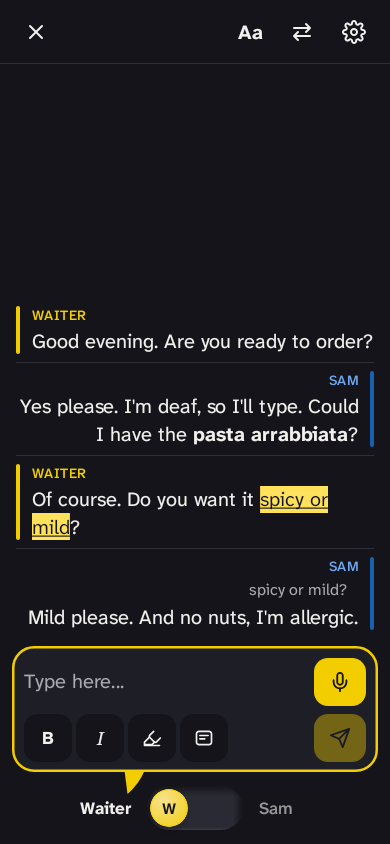 Aa
WAITER
Good evening. Are you ready to order?
SAM
Yes please. I'm deaf, so I'll type. Could
I have the pasta arrabbiata?
WAITER
Of course. Do you want it spicy or
mild?
SAM
spicy or mild?
Mild please. And no nuts, I'm allergic.
Type here...
B I
Waiter W Sam